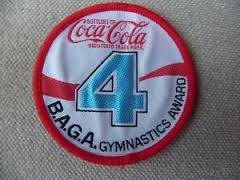 BOTTLERS OF
Coca-Cola
REGISTERED TRADE MARK
4
B.A.G.A. GYMNASTICS AWARD